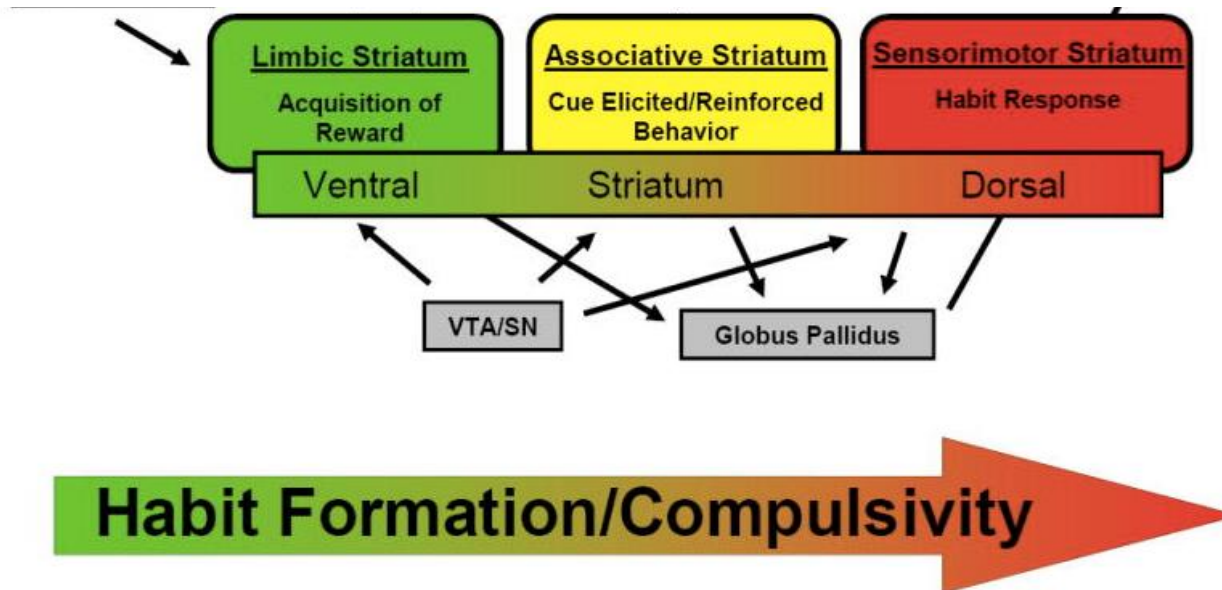 Limbic Striatum
Acquisition of
Reward
Associative Striatum
Cue Elicited/Reinforced
Behavior
Sensorimotor Striatum
Habit Response
Ventral Striatum Dorsal
VTA/SN
Globus Pallidus
Habit Formation/Compulsivity